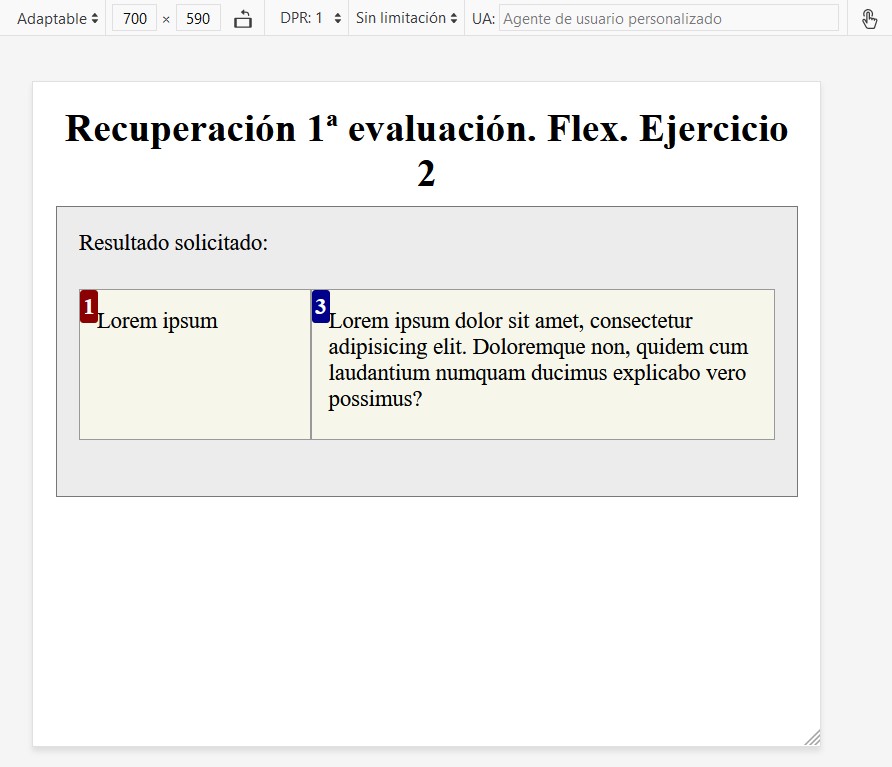 Adaptable 700 × 590 DPR: 1 Sin limitación UA: Agente de usuario personalizado
Recuperación 1ª evaluación. Flex. Ejercicio
2
Resultado solicitado:
1
Lorem ipsum
3
Lorem ipsum dolor sit amet, consectetur
adipisicing elit. Doloremque non, quidem cum
laudantium numquam ducimus explicabo vero
possimus?